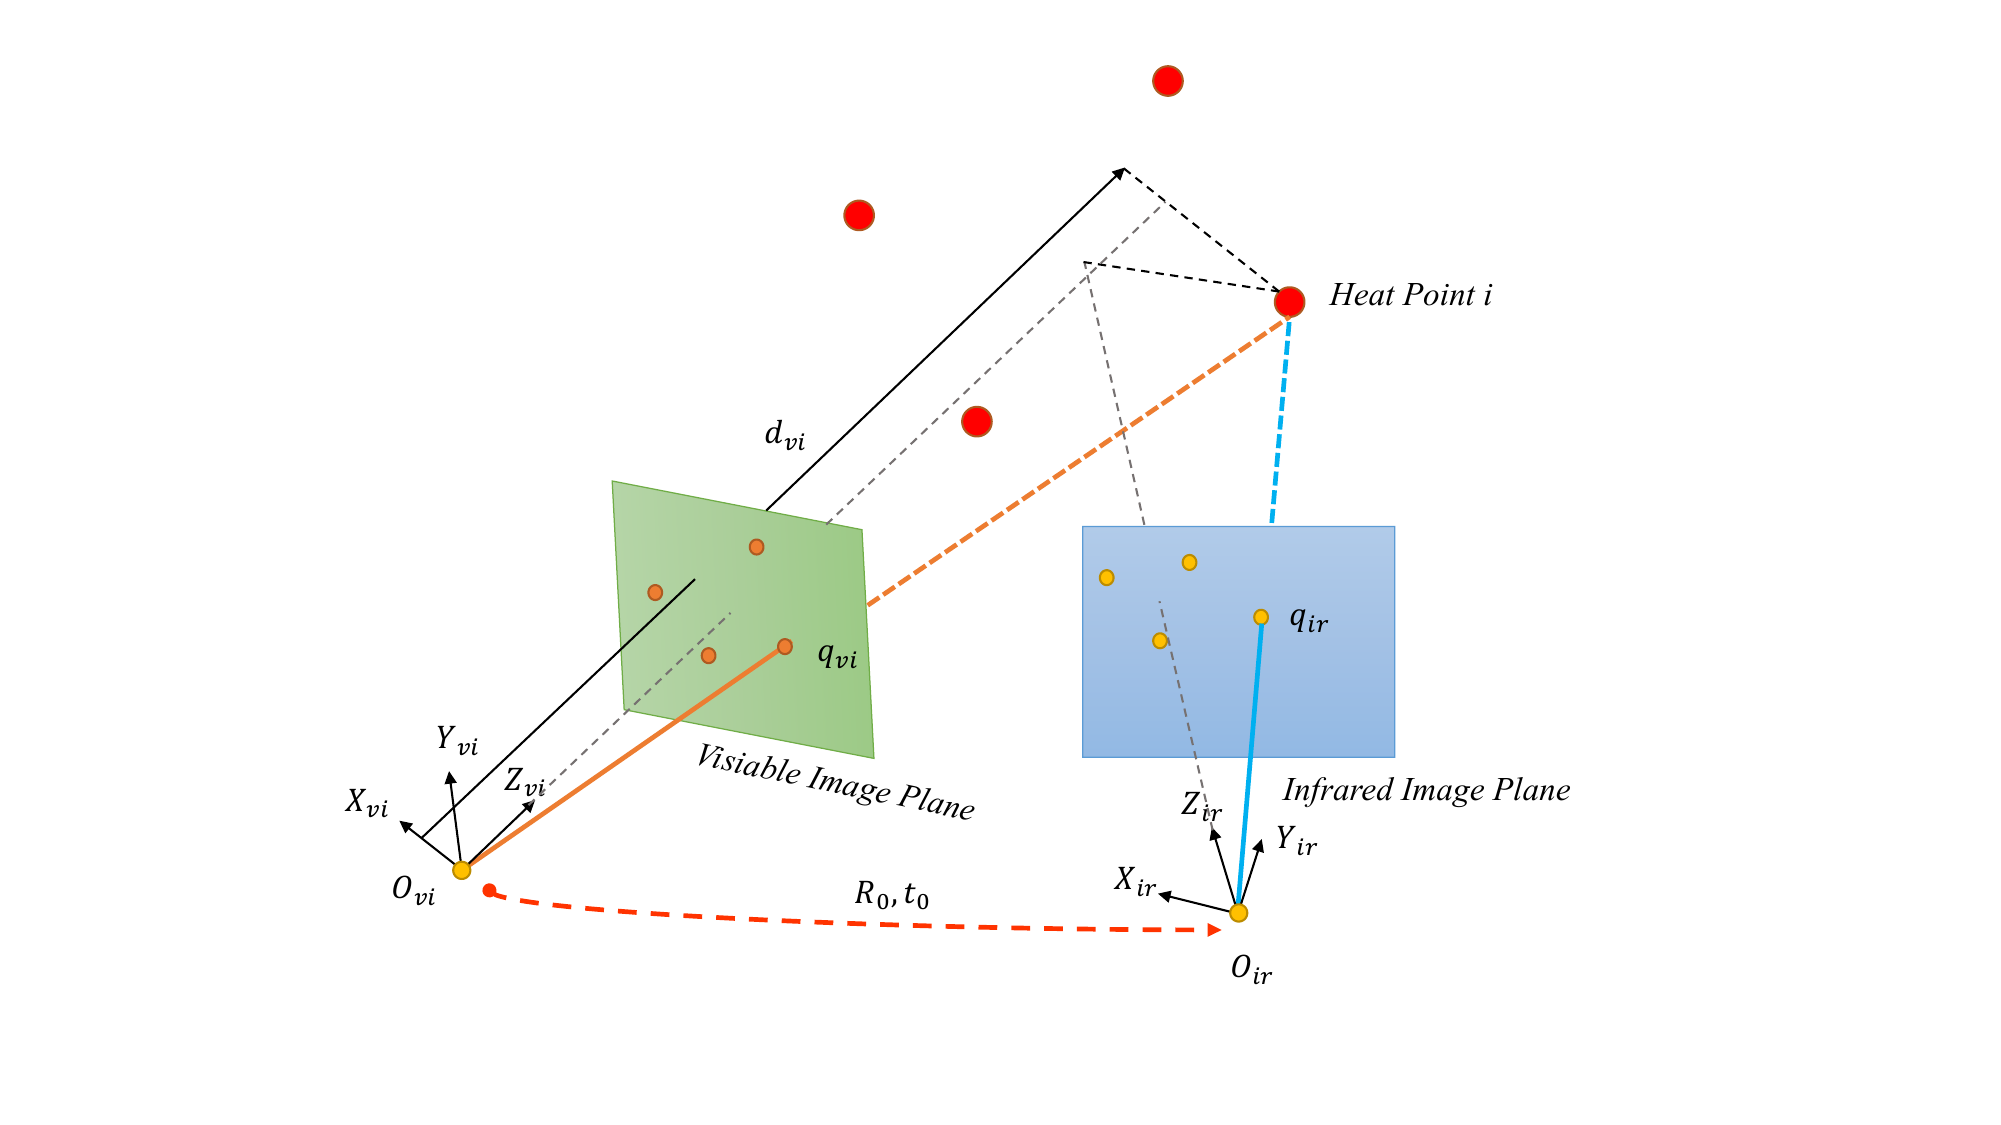 Heat Point i
d_{vi}
q_{ir}
q_{vi}
Y_{vi}
Visiable Image Plane
Z_{vi}
Infrared Image Plane
X_{vi}
Z_{ir}
Y_{ir}
X_{ir}
O_{vi}
R_0, t_0
O_{ir}